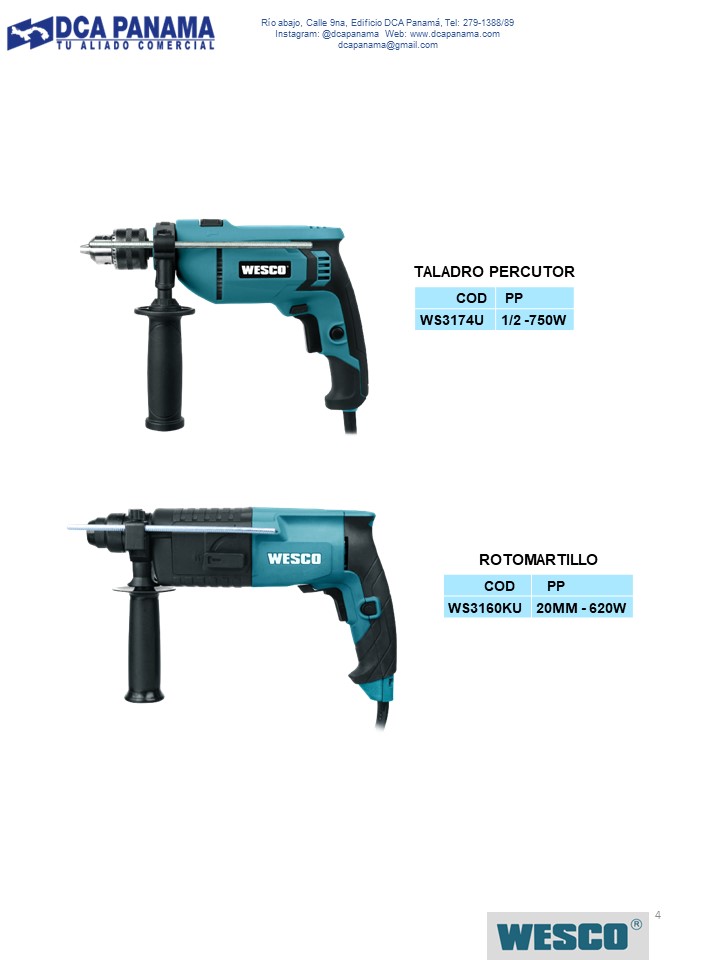 DCA PANAMA
TU ALIADO COMERCIAL
Río abajo, Calle 9na, Edificio DCA Panamá, Tel: 279-1388/89
Instagram: @dcapanama Web: www.dcapanama.com
dcapanama@gmail.com
WESCO
TALADRO PERCUTOR
COD PP
WS3174U 1/2 -750W
WESCO
ROTOMARTILLO
COD PP
WS3160KU 20MM - 620W
4
WESCO®